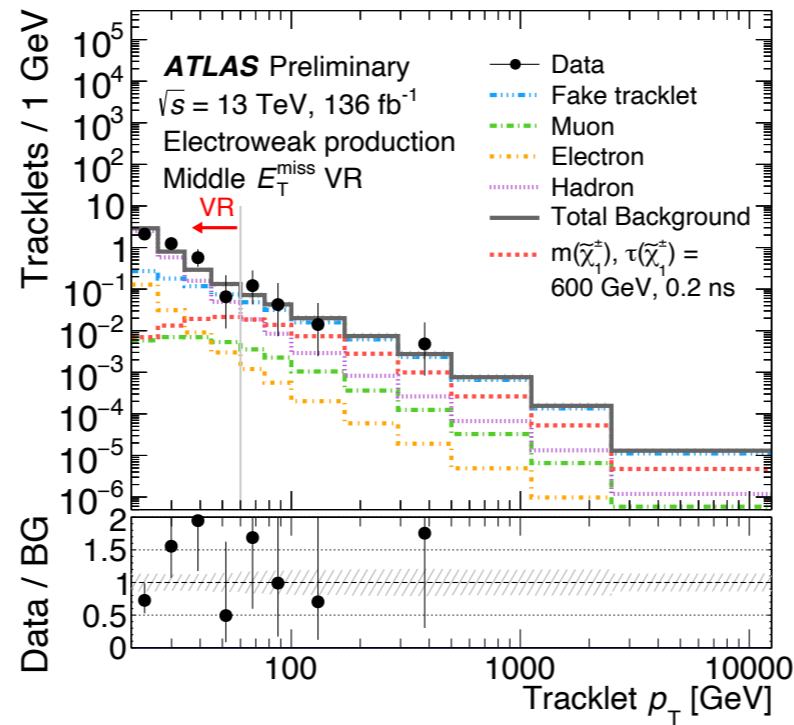 Tracklets / 1 GeV
10⁵
10⁴
10³
10²
10
1
10⁻¹
10⁻²
10⁻³
10⁻⁴
10⁻⁵
10⁻⁶
ATLAS Preliminary
√s = 13 TeV, 136 fb⁻¹
Electroweak production
Middle E_T^miss VR
VR
Data
Fake tracklet
Muon
Electron
Hadron
Total Background
m(χ̃₁^±), τ(χ̃₁^±) =
600 GeV, 0.2 ns
Data / BG
2
1.5
1
0.5
0
100 1000 10000
Tracklet p_T [GeV]